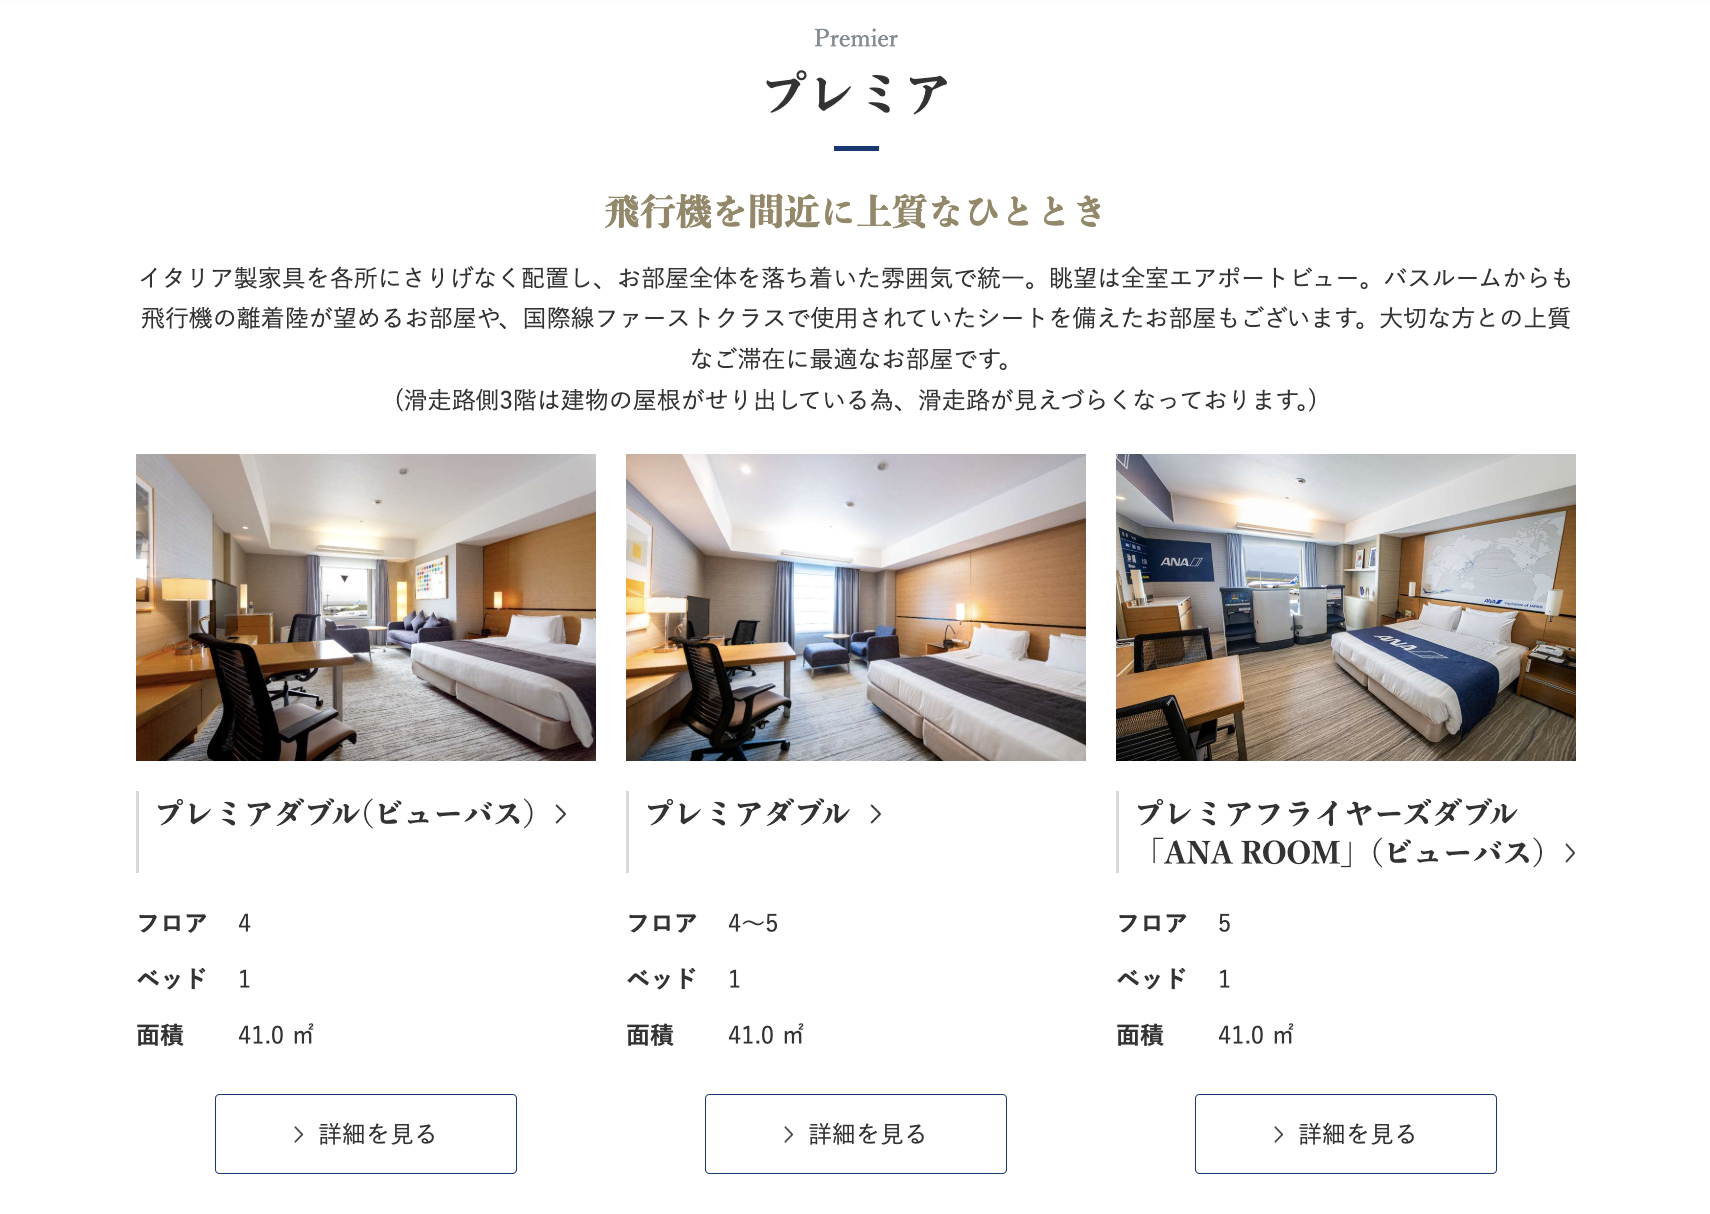 Premier
プレミア
飛行機を間近に上質なひととき
イタリア製家具を各所にさりげなく配置し、お部屋全体を落ち着いた雰囲気で統一。眺望は全室エアポートビュー。バスルームからも
飛行機の離着陸が望めるお部屋や、国際線ファーストクラスで使用されていたシートを備えたお部屋もございます。大切な方との上質
なご滞在に最適なお部屋です。
（滑走路側3階は建物の屋根がせり出している為、滑走路が見えづらくなっております。）
ANA
ANA
ANA
プレミアダブル（ビューバス）
フロア 4
ベッド 1
面積 41.0 ㎡
詳細を見る
プレミアダブル
フロア 4〜5
ベッド 1
面積 41.0 ㎡
詳細を見る
プレミアフライヤーズダブル
「ANA ROOM」（ビューバス）
フロア 5
ベッド 1
面積 41.0 ㎡
詳細を見る